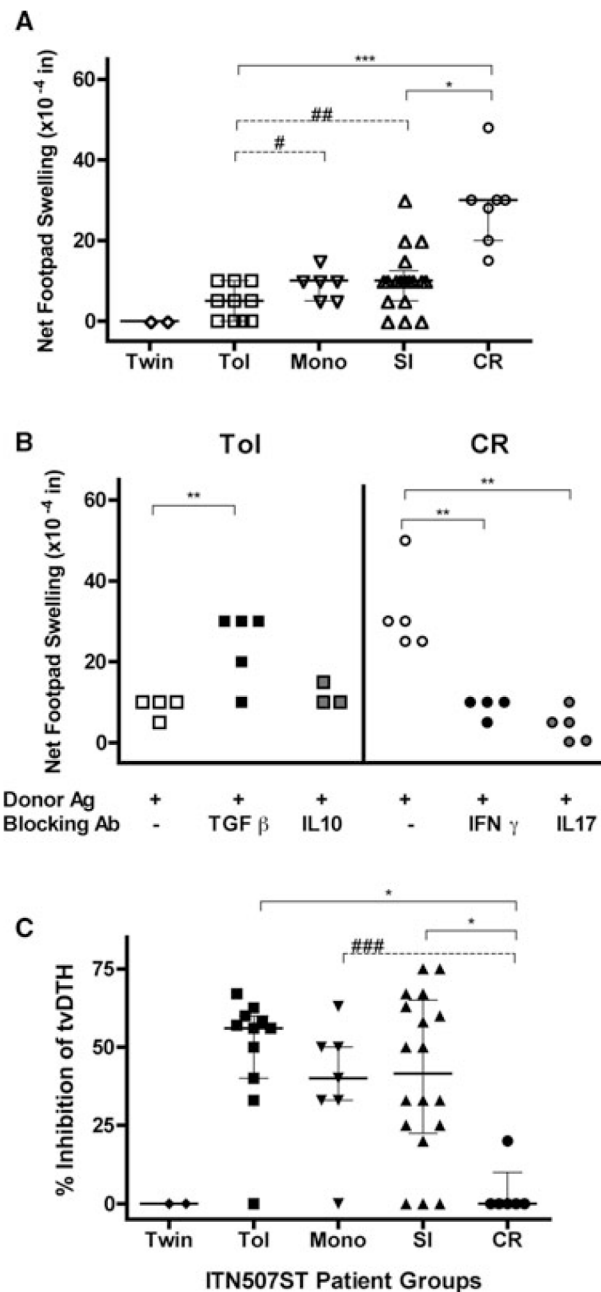 A
Net Footpad Swelling (x10⁻⁴ in)
60
40
20
0
***
*
##
#
Twin Tol Mono SI CR
B
Tol CR
Net Footpad Swelling (x10⁻⁴ in)
60
40
20
0
**
**
**
Donor Ag + + + + + +
Blocking Ab - TGF β IL10 - IFN γ IL17
C
% Inhibition of tvDTH
75
50
25
0
*
*
###
Twin Tol Mono SI CR
ITN507ST Patient Groups